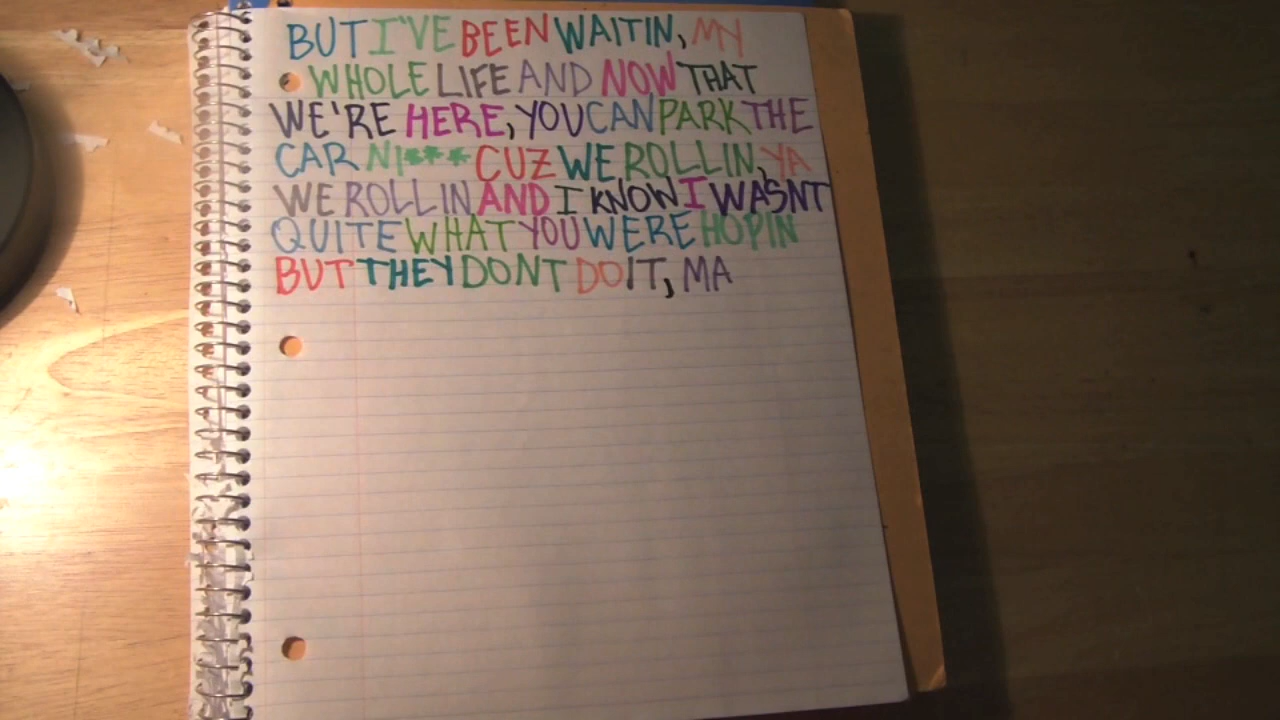 BUT I'VE BEEN WAITIN, MY
WHOLE LIFE AND NOW THAT
WE'RE HERE, YOU CAN PARK THE
CAR NI*** CUZ WE ROLLIN, YA
WE ROLLIN AND I KNOW I WASNT
QUITE WHAT YOU WERE HOPIN
BUT THEY DONT DO IT, MA